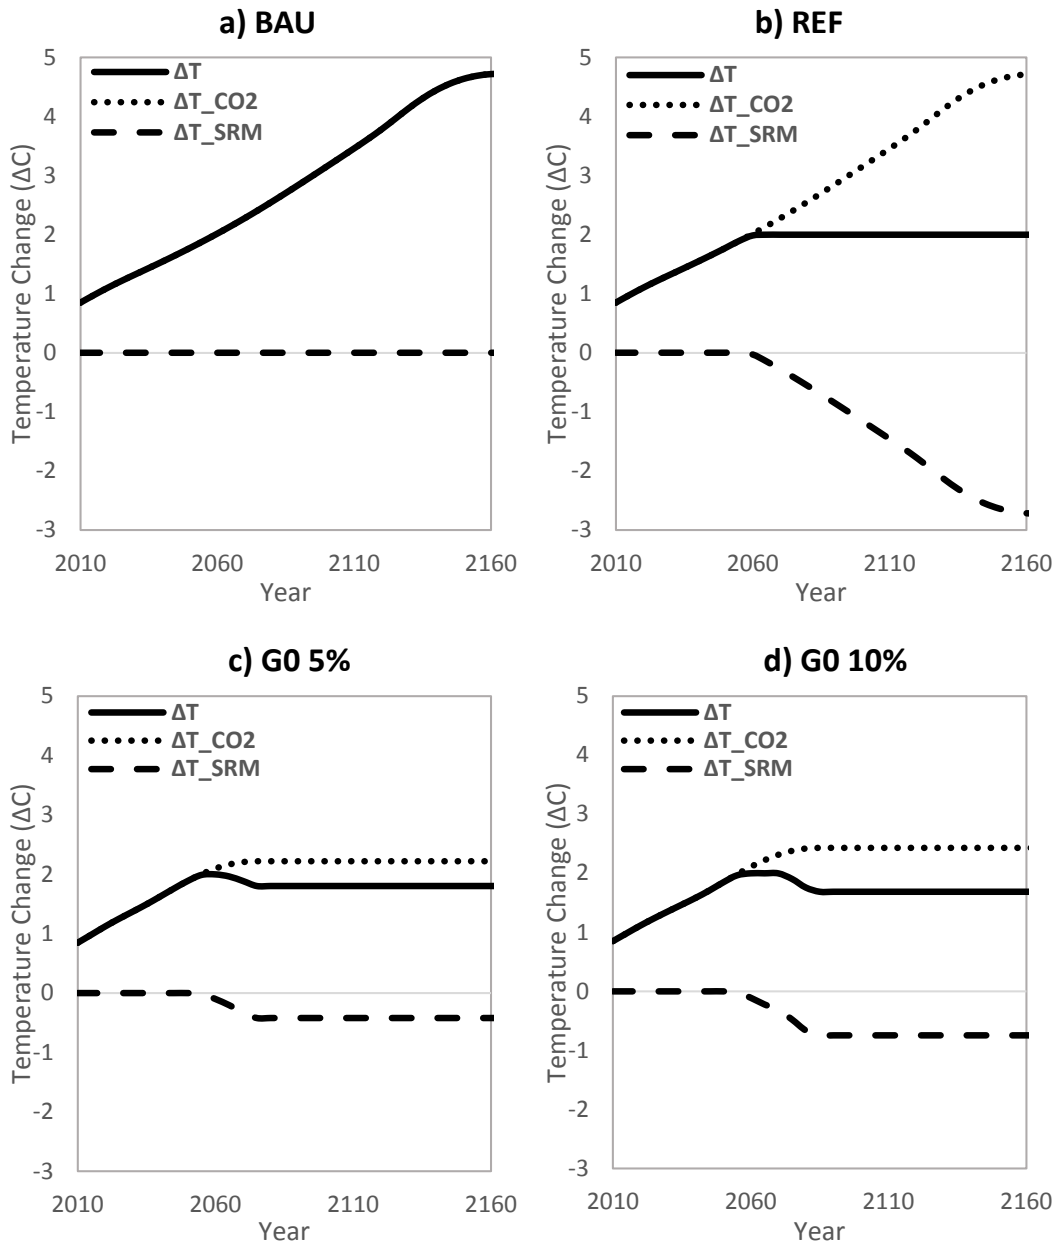 a) BAU
5
4
3
2
1
0
-1
-2
-3
Temperature Change (ΔC)
ΔT
ΔT_CO2
ΔT_SRM
2010
2060
2110
2160
Year
b) REF
5
4
3
2
1
0
-1
-2
-3
Temperature Change (ΔC)
ΔT
ΔT_CO2
ΔT_SRM
2010
2060
2110
2160
Year
c) G0 5%
5
4
3
2
1
0
-1
-2
-3
Temperature Change (ΔC)
ΔT
ΔT_CO2
ΔT_SRM
2010
2060
2110
2160
Year
d) G0 10%
5
4
3
2
1
0
-1
-2
-3
Temperature Change (ΔC)
ΔT
ΔT_CO2
ΔT_SRM
2010
2060
2110
2160
Year